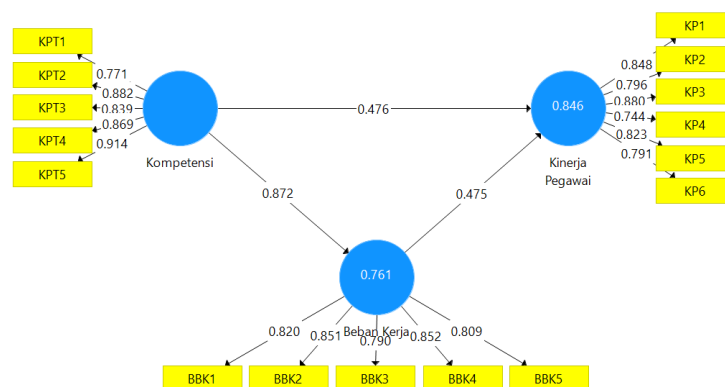 KPT1
KPT2
KPT3
KPT4
KPT5
0.771
0.882
0.839
0.869
0.914
Kompetensi
0.476
0.872
0.475
0.846
Kinerja
Pegawai
0.848
0.796
0.880
0.744
0.823
0.791
KP1
KP2
KP3
KP4
KP5
KP6
0.761
Beban Kerja
0.820
0.851
0.790
0.852
0.809
BBK1
BBK2
BBK3
BBK4
BBK5